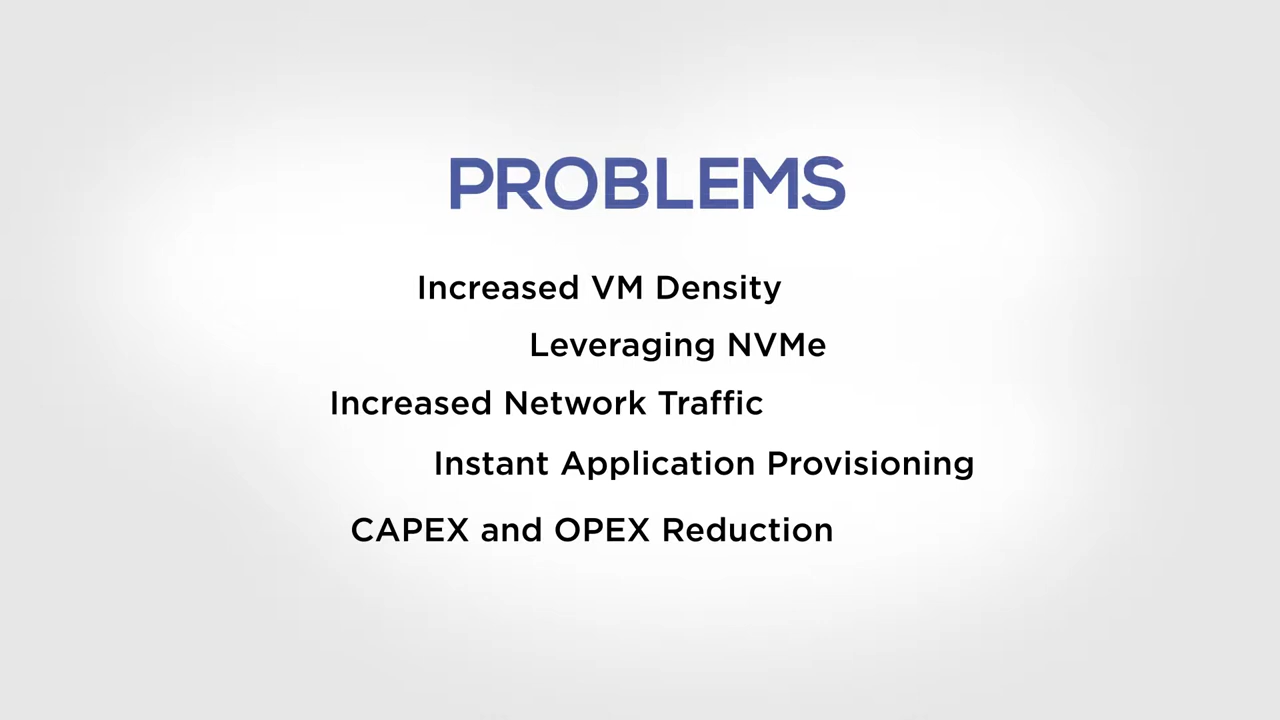 PROBLEMS
Increased VM Density
Leveraging NVMe
Increased Network Traffic
Instant Application Provisioning
CAPEX and OPEX Reduction